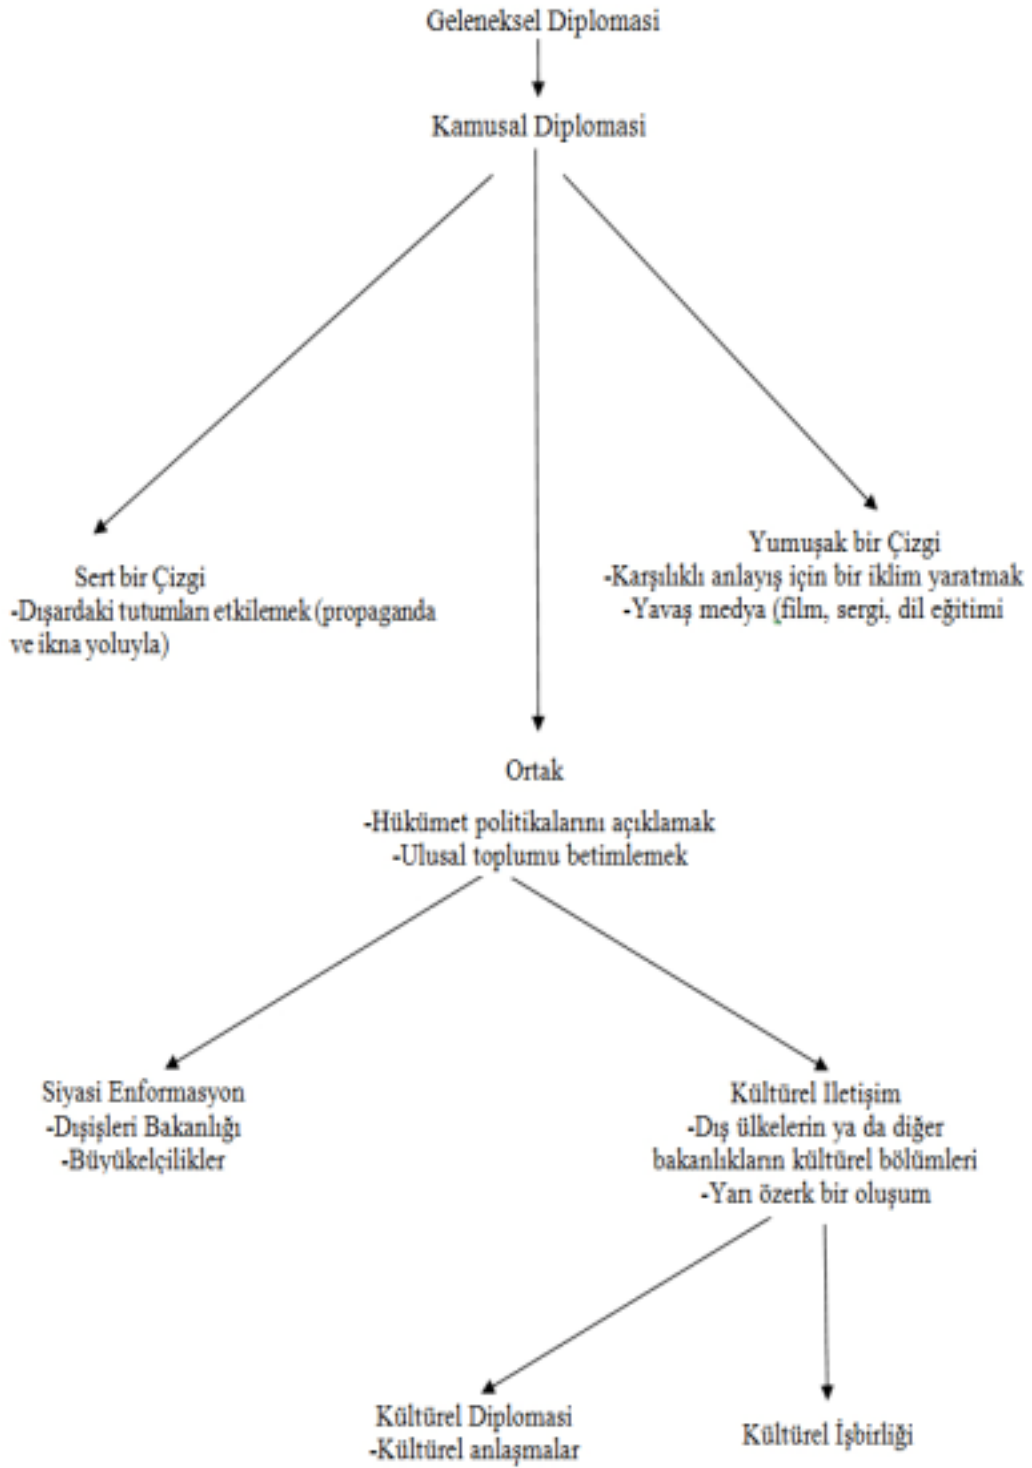 Geleneksel Diplomasi
Kamusal Diplomasi
Sert bir Çizgi
-Dışardaki tutumları etkilemek (propaganda
ve ikna yoluyla)
Yumuşak bir Çizgi
-Karşılıklı anlayış için bir iklim yaratmak
-Yavaş medya (film, sergi, dil eğitimi
Ortak
-Hükümet politikalarını açıklamak
-Ulusal toplumu betimlemek
Siyasi Enformasyon
-Dışişleri Bakanlığı
-Büyükelçilikler
Kültürel Iletişim
-Dış ülkelerin ya da diğer
bakanlıkların kültürel bölümleri
-Yarı özerk bir oluşum
Kültürel Diplomasi
-Kültürel anlaşmalar
Kültürel İşbirliği